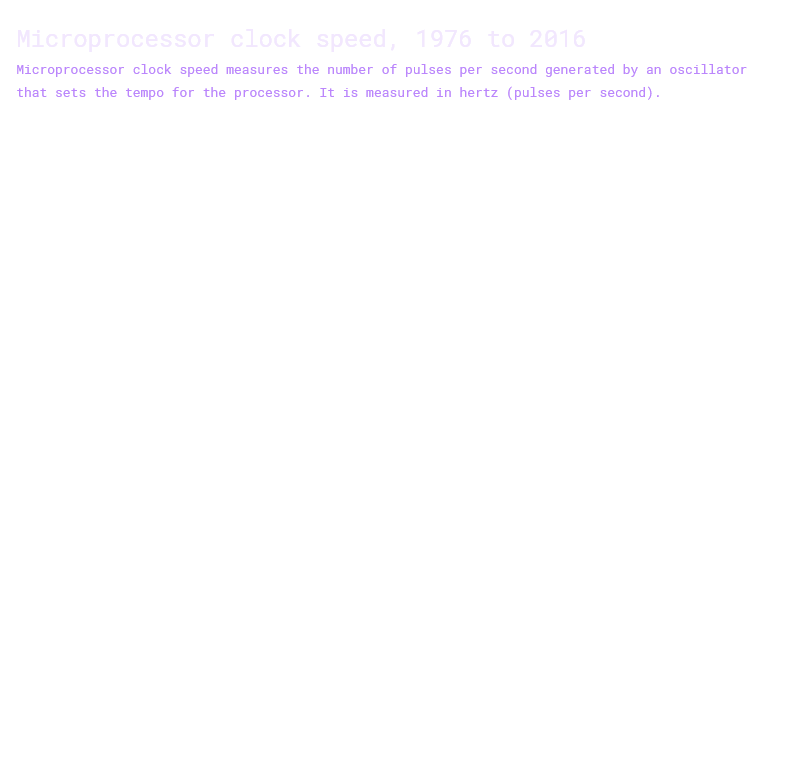 Microprocessor clock speed, 1976 to 2016
Microprocessor clock speed measures the number of pulses per second generated by an oscillator
that sets the tempo for the processor. It is measured in hertz (pulses per second).